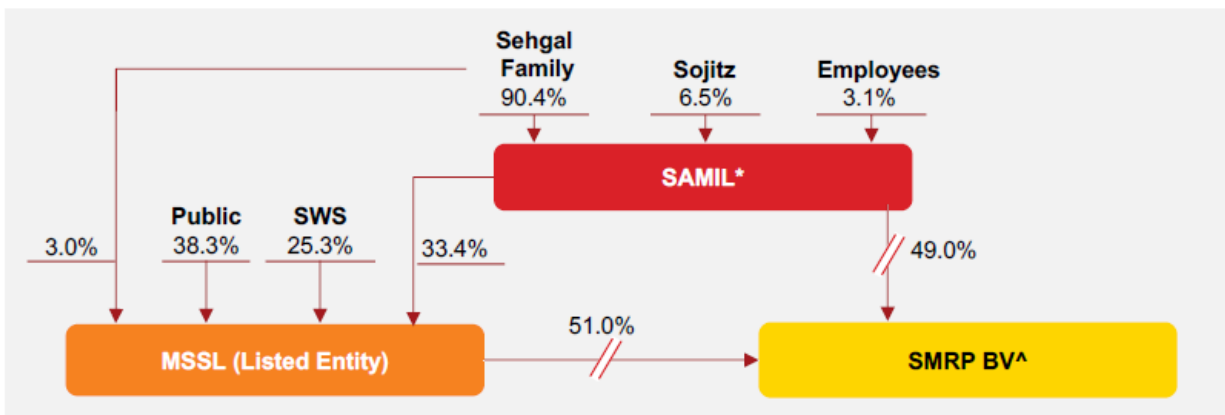 Sehgal
Family
90.4%
Sojitz
6.5%
Employees
3.1%
SAMIL*
3.0%
Public
38.3%
SWS
25.3%
33.4%
49.0%
51.0%
MSSL (Listed Entity)
SMRP BV^